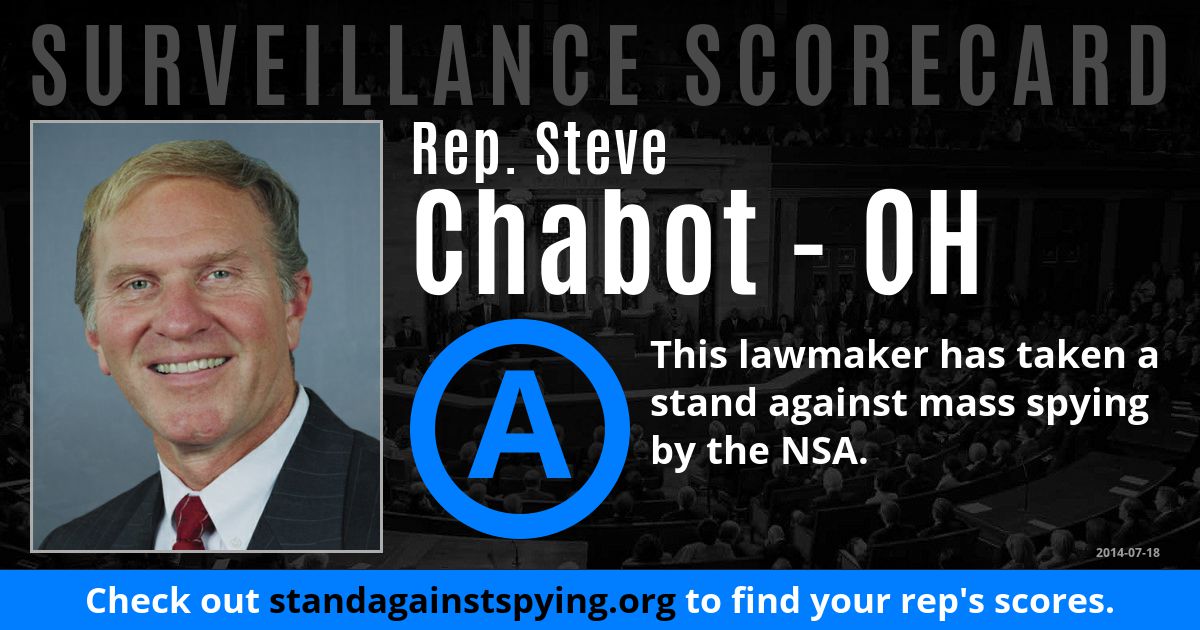 SURVEILLANCE SCORECARD
Rep. Steve
Chabot - OH
A
This lawmaker has taken a
stand against mass spying
by the NSA.
2014-07-18
Check out standagainstspying.org to find your rep's scores.